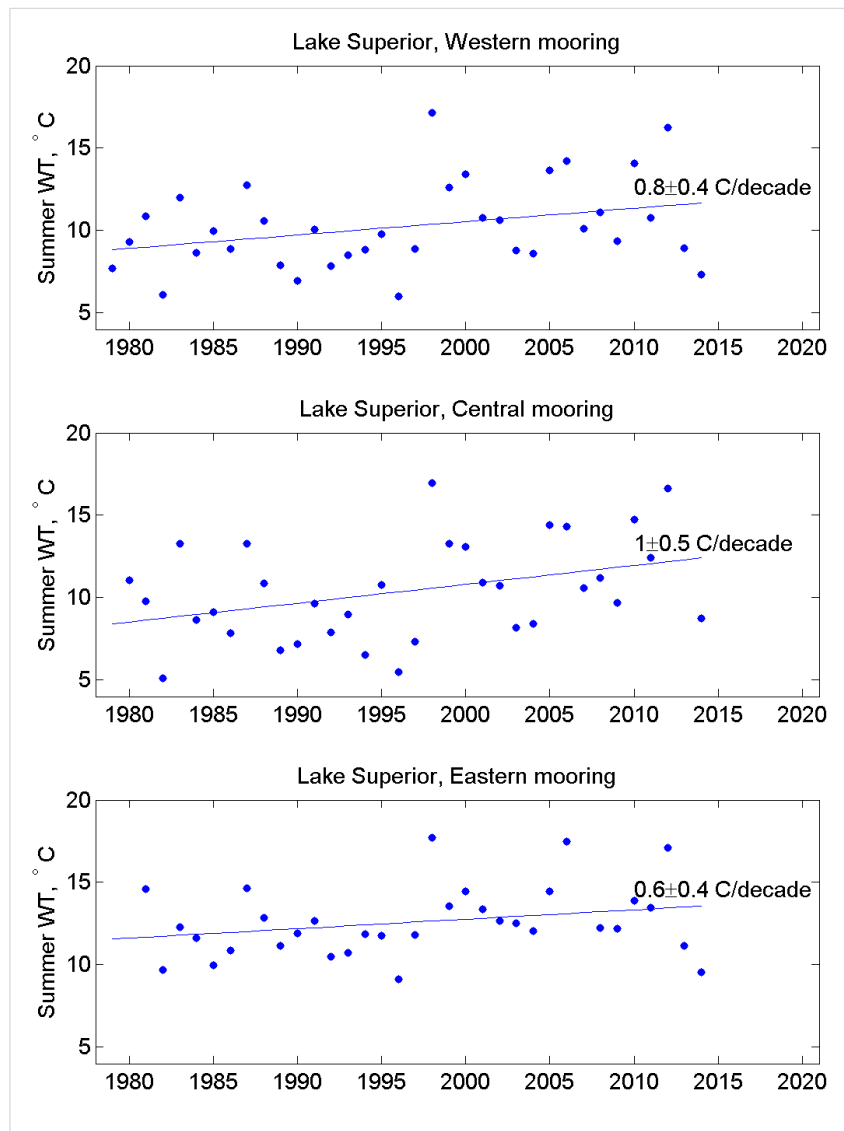 Lake Superior, Western mooring
Summer WT, ° C
20
15
10
5
0.8±0.4 C/decade
1980 1985 1990 1995 2000 2005 2010 2015 2020
Lake Superior, Central mooring
Summer WT, ° C
20
15
10
5
1±0.5 C/decade
1980 1985 1990 1995 2000 2005 2010 2015 2020
Lake Superior, Eastern mooring
Summer WT, ° C
20
15
10
5
0.6±0.4 C/decade
1980 1985 1990 1995 2000 2005 2010 2015 2020